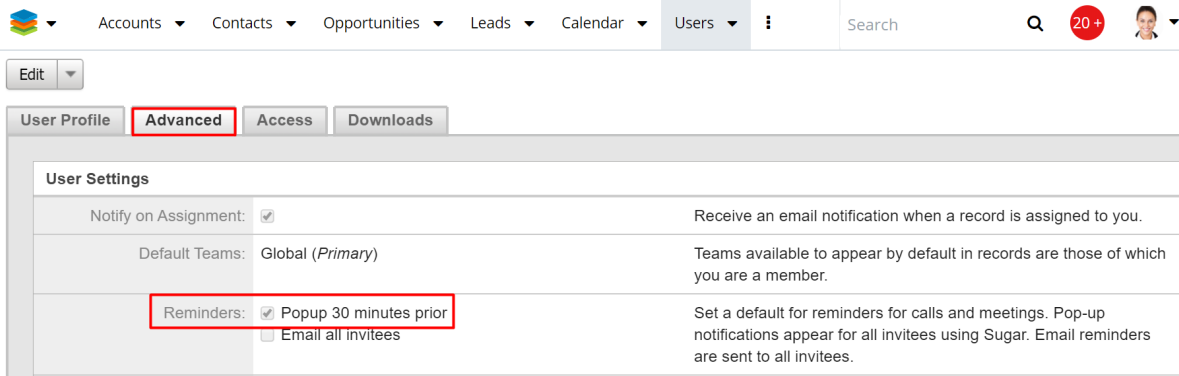 Accounts Contacts Opportunities Leads Calendar Users Search 20 +
Edit
User Profile Advanced Access Downloads
User Settings
Notify on Assignment: Receive an email notification when a record is assigned to you.
Default Teams: Global (Primary) Teams available to appear by default in records are those of which
you are a member.
Reminders: Popup 30 minutes prior Set a default for reminders for calls and meetings. Pop-up
Email all invitees notifications appear for all invitees using Sugar. Email reminders
are sent to all invitees.